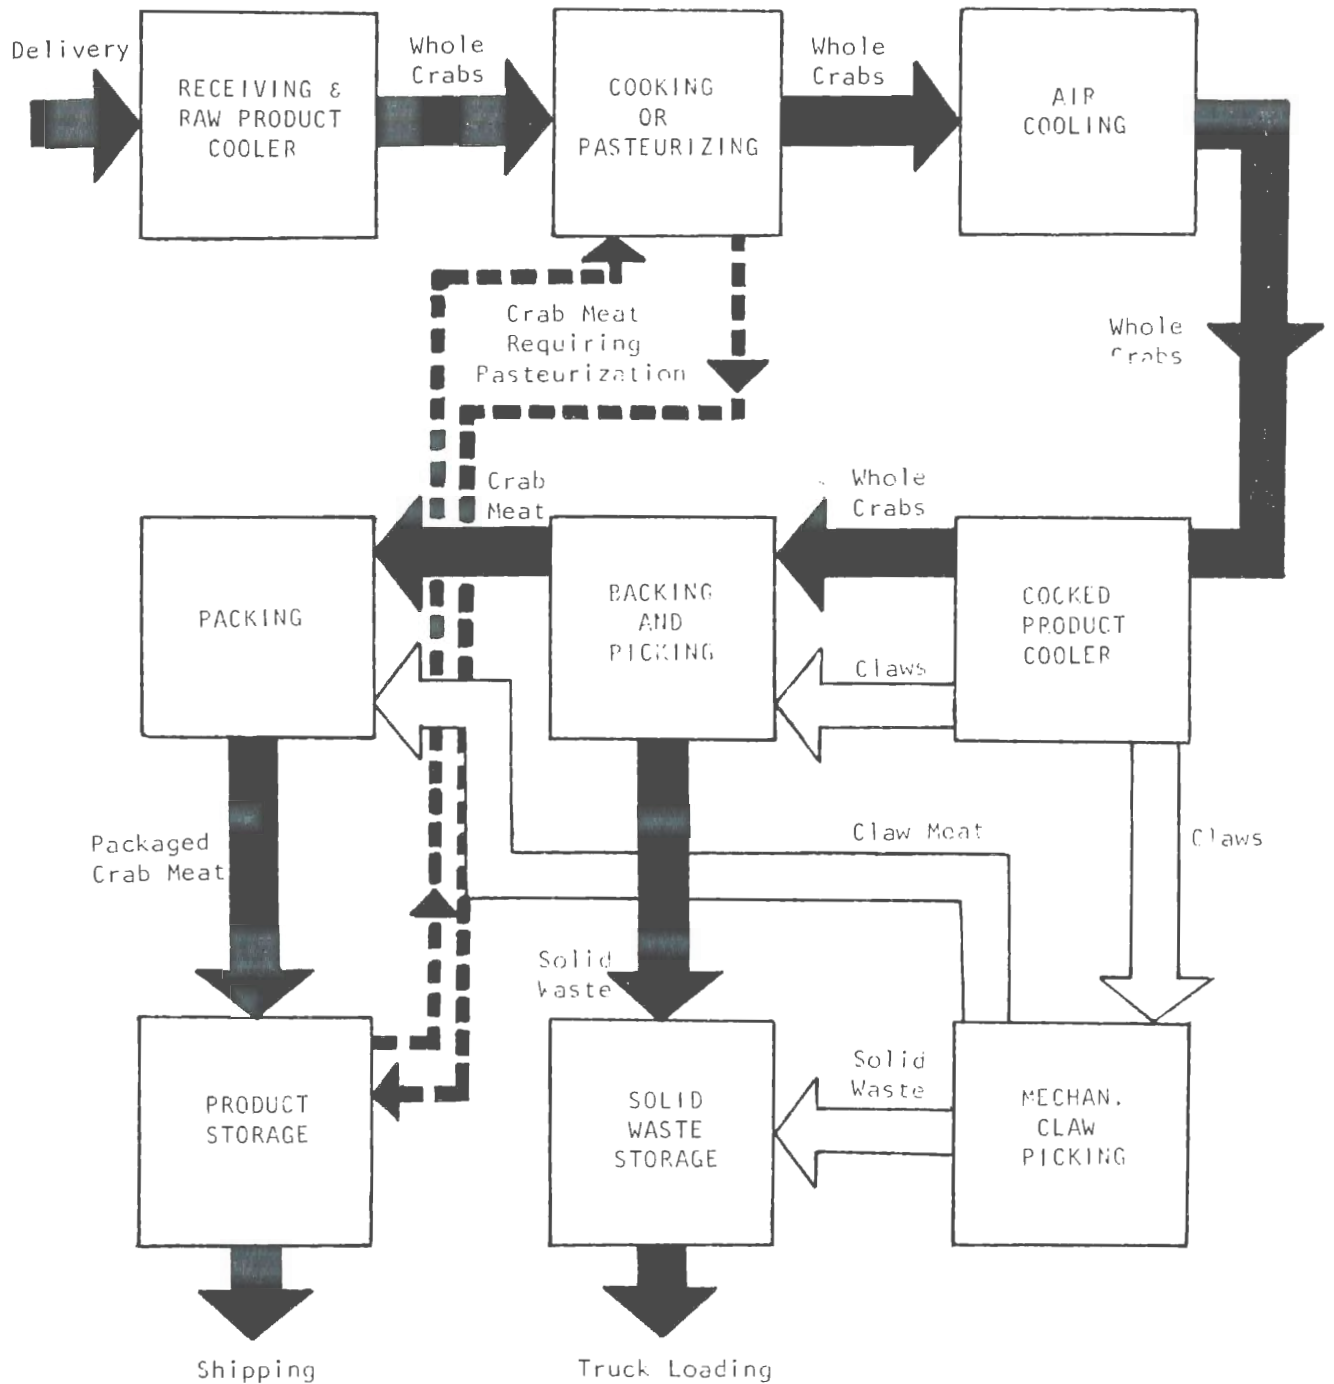 Delivery
RECEIVING &
RAW PRODUCT
COOLER
Whole
Crabs
COOKING
OR
PASTEURIZING
Whole
Crabs
AIR
COOLING
Crab Meat
Requiring
Pasteurization
Whole
Crabs
Crab
Meat
Whole
Crabs
PACKING
BACKING
AND
PICKING
COCKED
PRODUCT
COOLER
Claws
Packaged
Crab Meat
Claw Meat
Claws
Solid
Waste
PRODUCT
STORAGE
SOLID
WASTE
STORAGE
Solid
Waste
MECHAN.
CLAW
PICKING
Shipping
Truck Loading